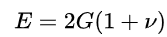 E = 2G(1 + ν)